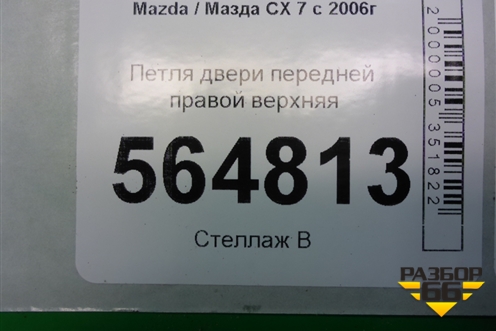 Mazda / Мазда CX 7 с 2006г
Петля двери передней
правой верхняя
564813
Стеллаж В
2000005351822
РАЗБОР
66